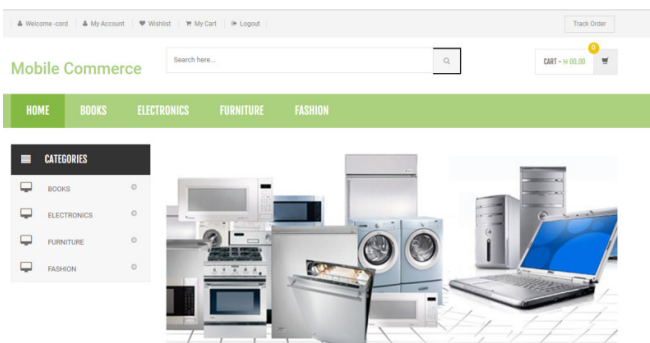 Welcome -cord My Account Wishlist My Cart Logout Track Order
Mobile Commerce
Search here...
CART - 00.00
0
HOME BOOKS ELECTRONICS FURNITURE FASHION
CATEGORIES
BOOKS
ELECTRONICS
FURNITURE
FASHION